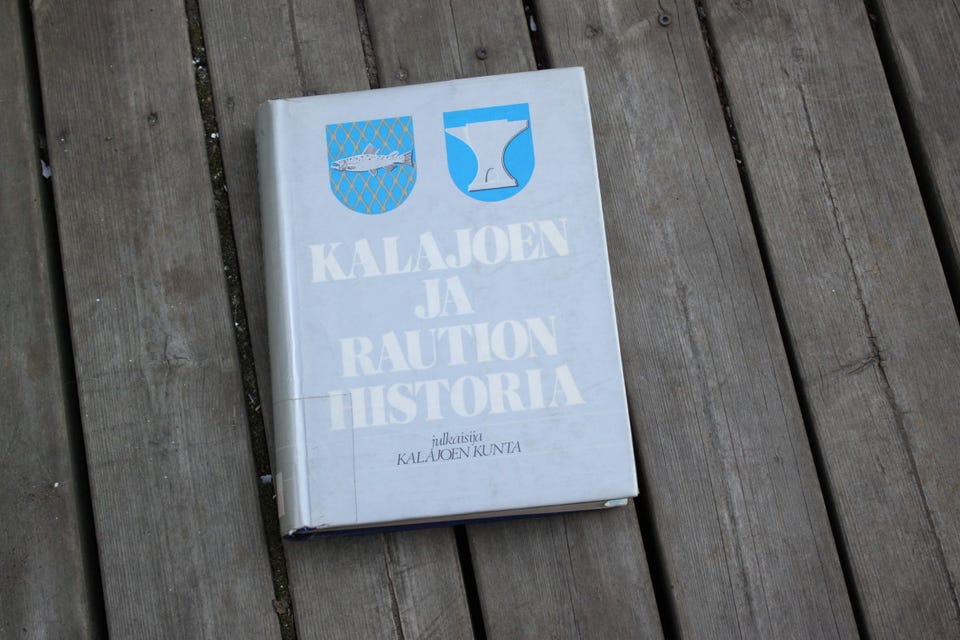 KALAJOEN
JA
RAUTION
HISTORIA
julkaisija
KALAJOEN KUNTA